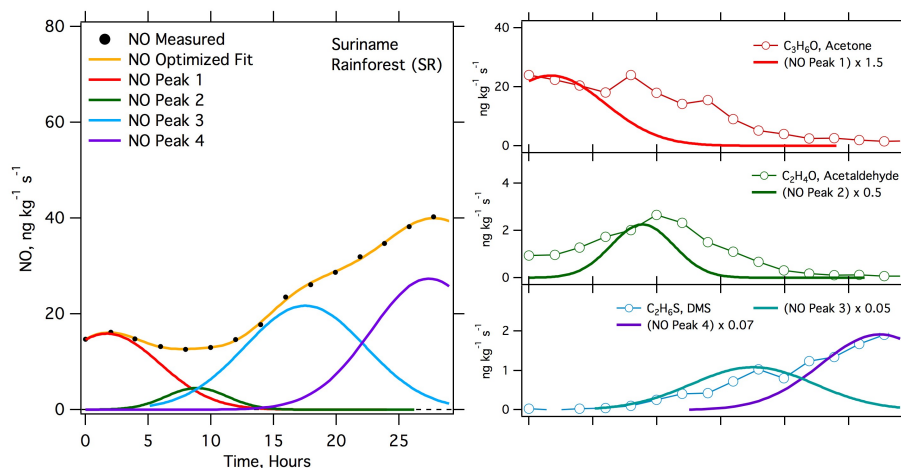 80
60
40
20
0
NO, ng kg⁻¹ s⁻¹
NO Measured
NO Optimized Fit
NO Peak 1
NO Peak 2
NO Peak 3
NO Peak 4
Suriname
Rainforest (SR)
0 5 10 15 20 25
Time, Hours
40
20
0
ng kg⁻¹ s⁻¹
C₃H₆O, Acetone
(NO Peak 1) x 1.5
4
2
0
ng kg⁻¹ s⁻¹
C₂H₄O, Acetaldehyde
(NO Peak 2) x 0.5
2
1
0
ng kg⁻¹ s⁻¹
C₂H₆S, DMS (NO Peak 3) x 0.05
(NO Peak 4) x 0.07